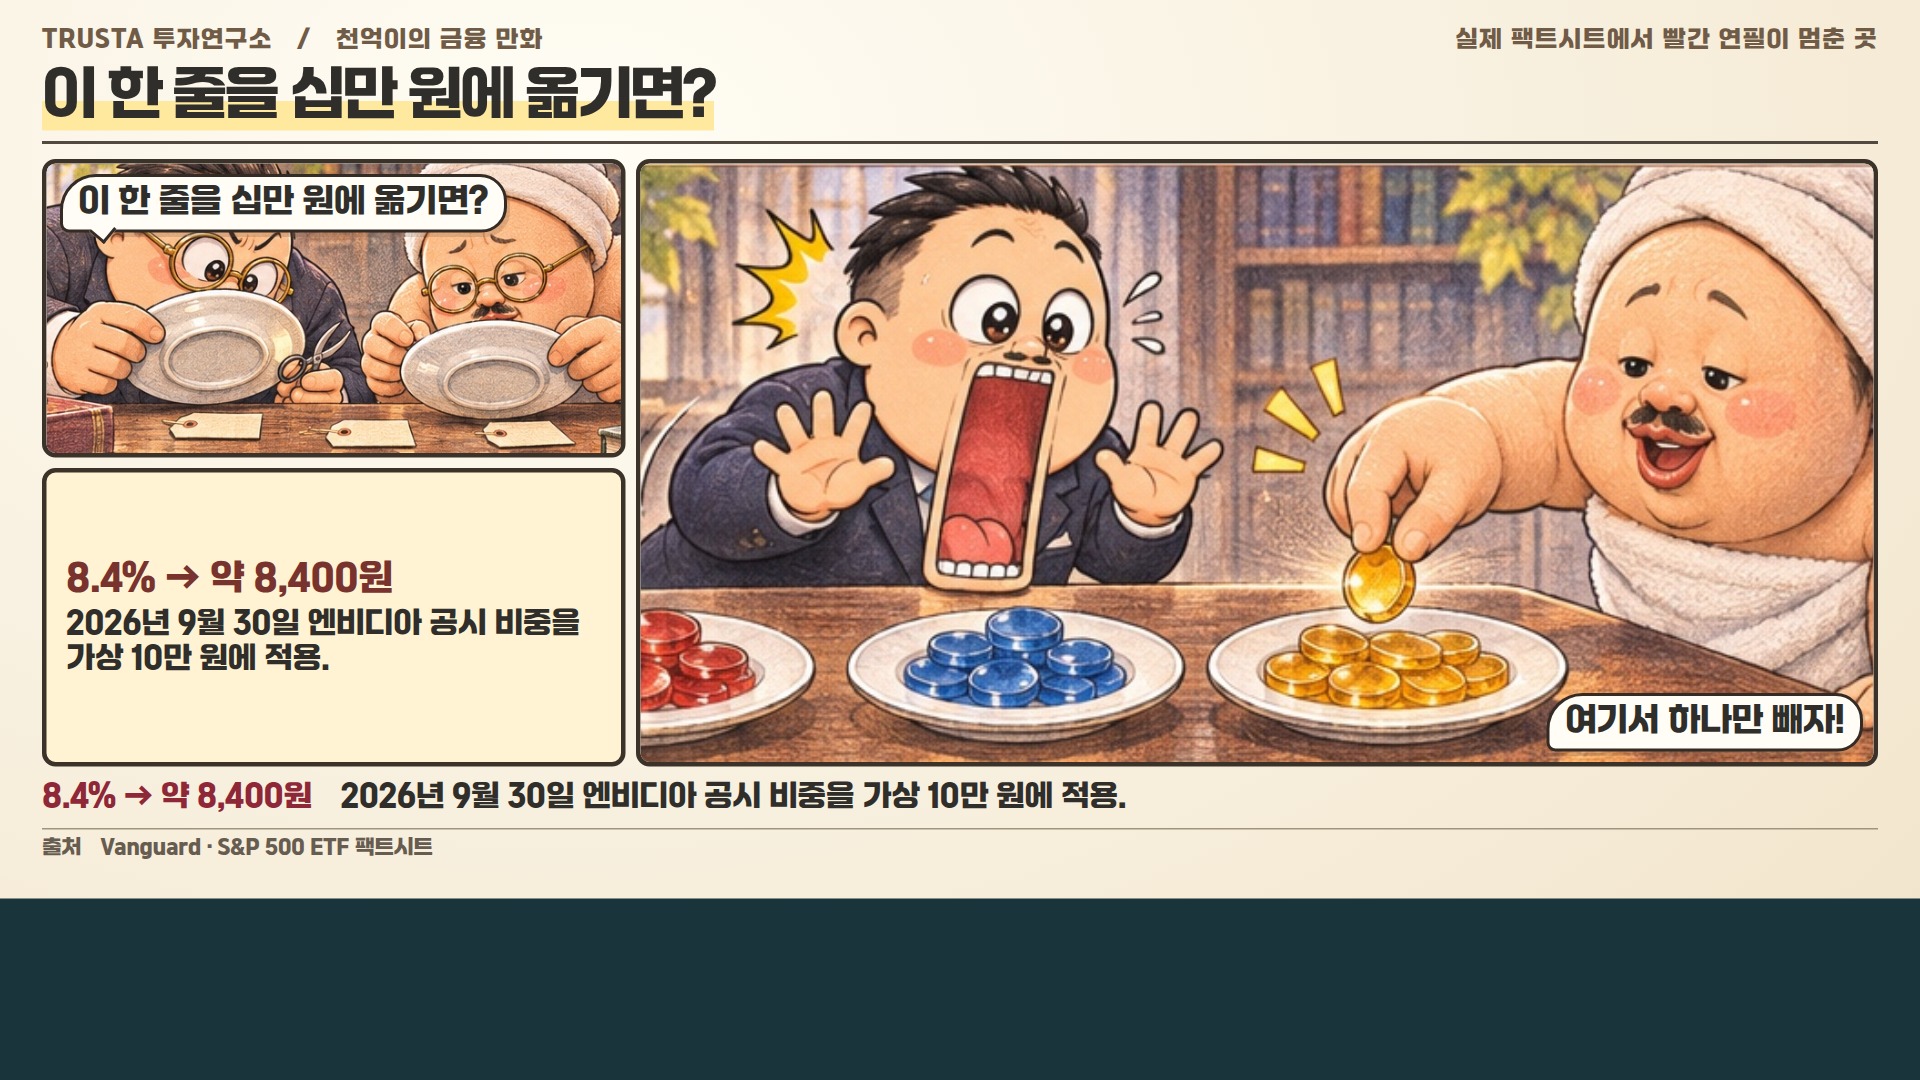 TRUSTA 투자연구소 / 천억이의 금융 만화
실제 팩트시트에서 빨간 연필이 멈춘 곳
이 한 줄을 십만 원에 옮기면?
이 한 줄을 십만 원에 옮기면?
8.4% → 약 8,400원
2026년 9월 30일 엔비디아 공시 비중을
가상 10만 원에 적용.
여기서 하나만 빼자!
8.4% → 약 8,400원 2026년 9월 30일 엔비디아 공시 비중을 가상 10만 원에 적용.
출처 Vanguard · S&P 500 ETF 팩트시트